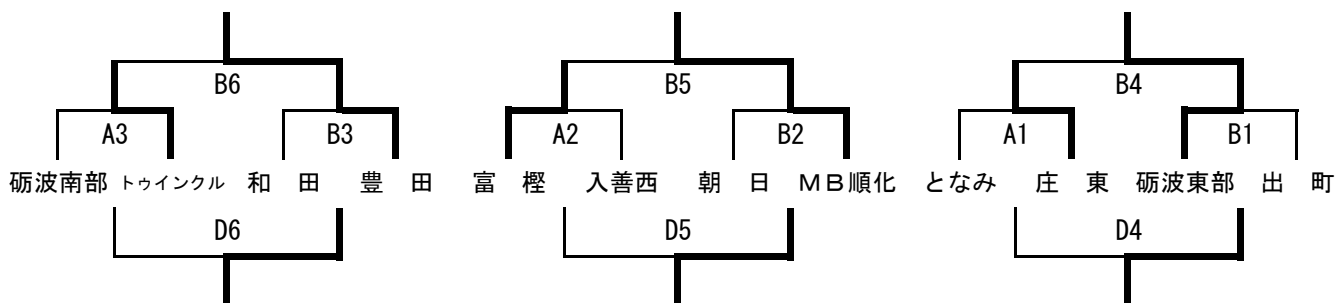 B6 B5 B4
A3 B3 A2 B2 A1 B1
砺波南部 トゥインクル 和 田 豊 田 富 樫 入善西 朝 日 MB順化 となみ 庄 東 砺波東部 出 町
D6 D5 D4